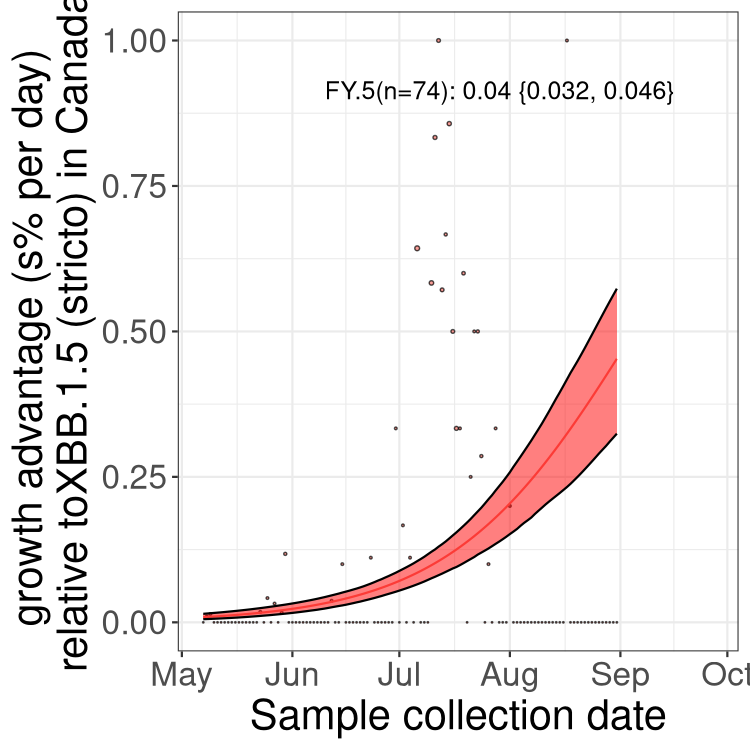 growth advantage (s% per day)
relative toXBB.1.5 (stricto) in Canada
1.00
0.75
0.50
0.25
0.00
FY.5(n=74): 0.04 {0.032, 0.046}
May Jun Jul Aug Sep Oct
Sample collection date